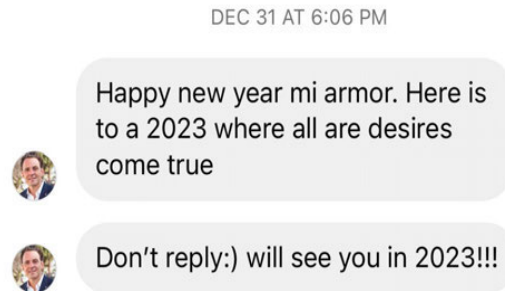 DEC 31 AT 6:06 PM
Happy new year mi armor. Here is
to a 2023 where all are desires
come true
Don't reply:) will see you in 2023!!!